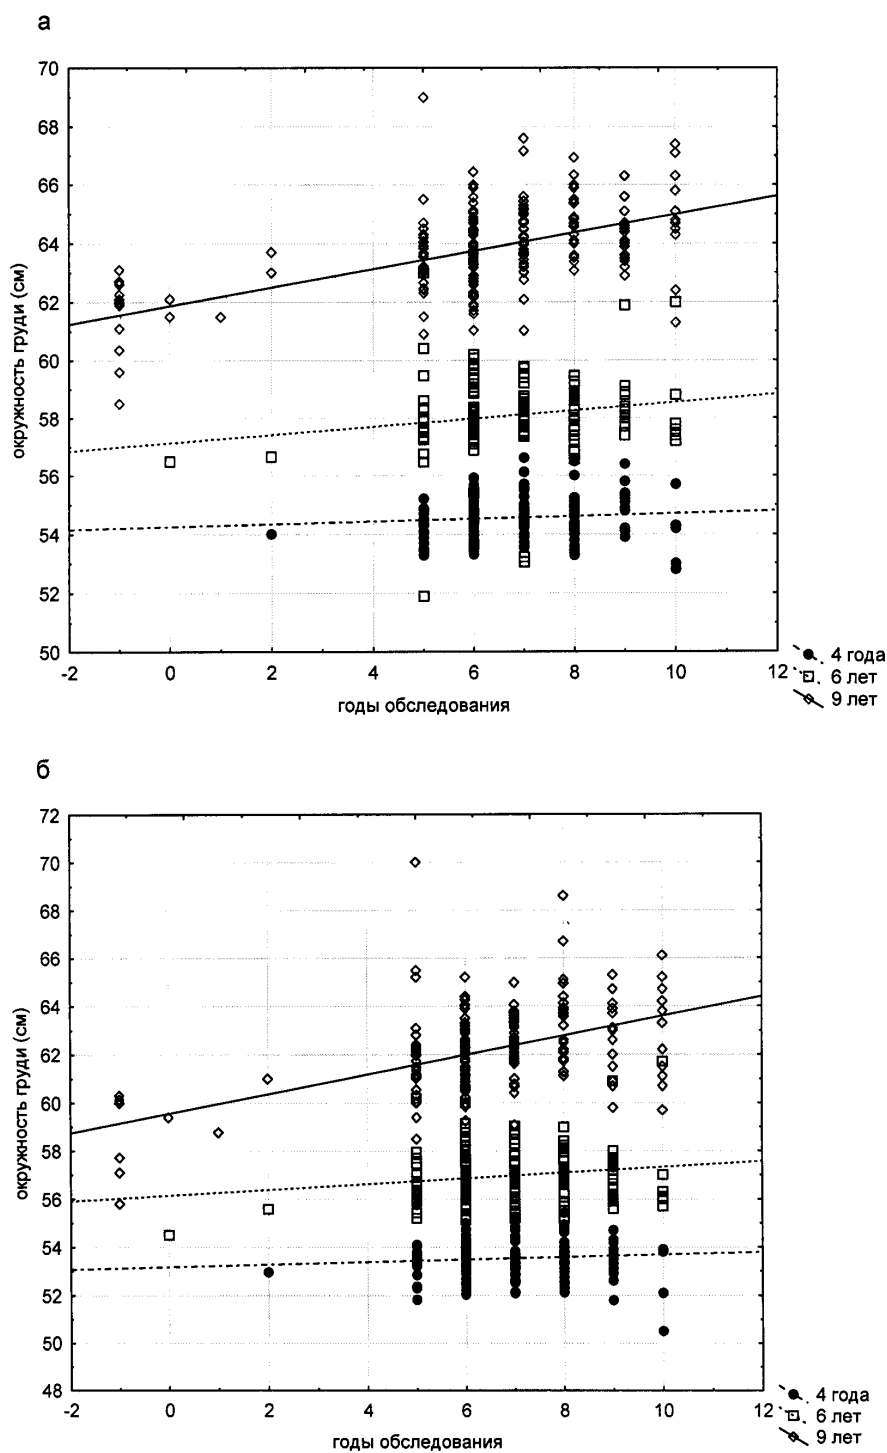 а
70
68
66
64
62
60
58
56
54
52
50
окружность груди (см)
-2 0 2 4 6 8 10 12
годы обследования
4 года
6 лет
9 лет
б
72
70
68
66
64
62
60
58
56
54
52
50
48
окружность груди (см)
-2 0 2 4 6 8 10 12
годы обследования
4 года
6 лет
9 лет